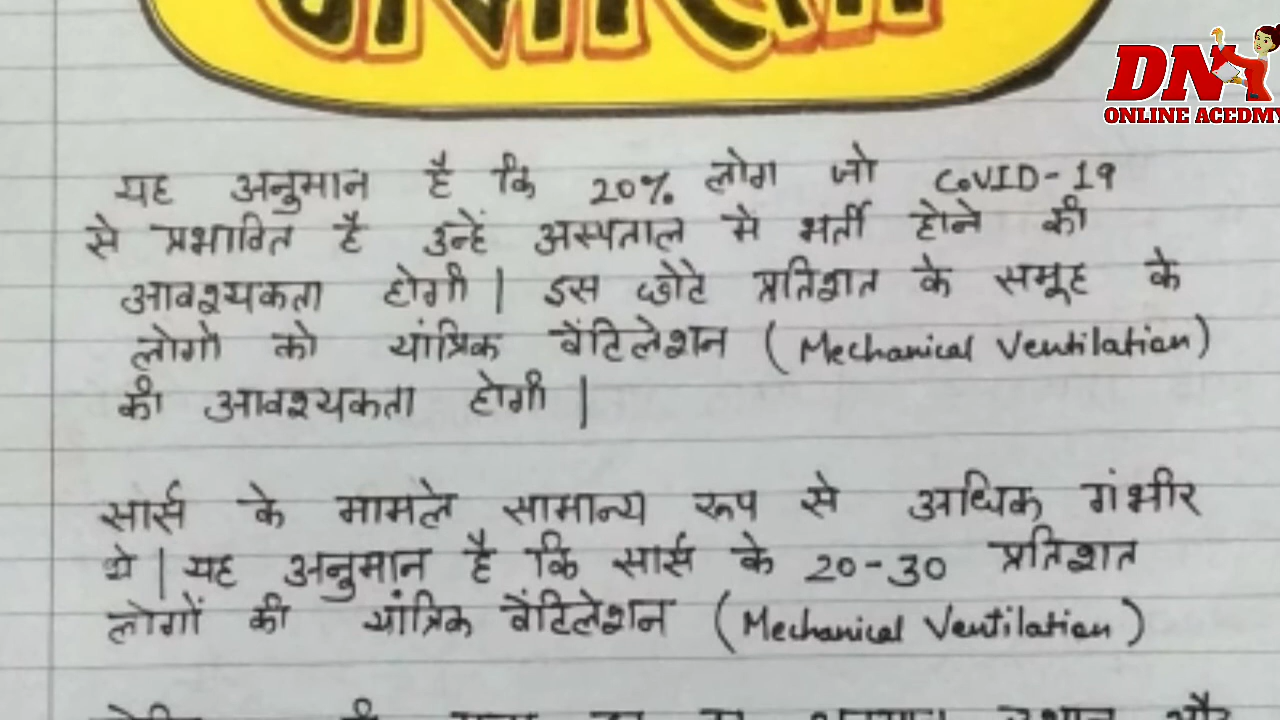 DN
ONLINE ACEDMY
यह अनुमान है कि 20% लोग जो COVID-19
से प्रभावित है उन्हें अस्पताल मे भर्ती होने की
आवश्यकता होगी | इस छोटे प्रतिशत के समूह के
लोगो को यांत्रिक वेंटिलेशन ( Mechanical Ventilation )
की आवश्यकता होगी |
सार्स के मामले सामान्य रूप से अधिक गंभीर
थे | यह अनुमान है कि सार्स के 20-30 प्रतिशत
लोगों की यांत्रिक वेंटिलेशन ( Mechanical Ventilation )